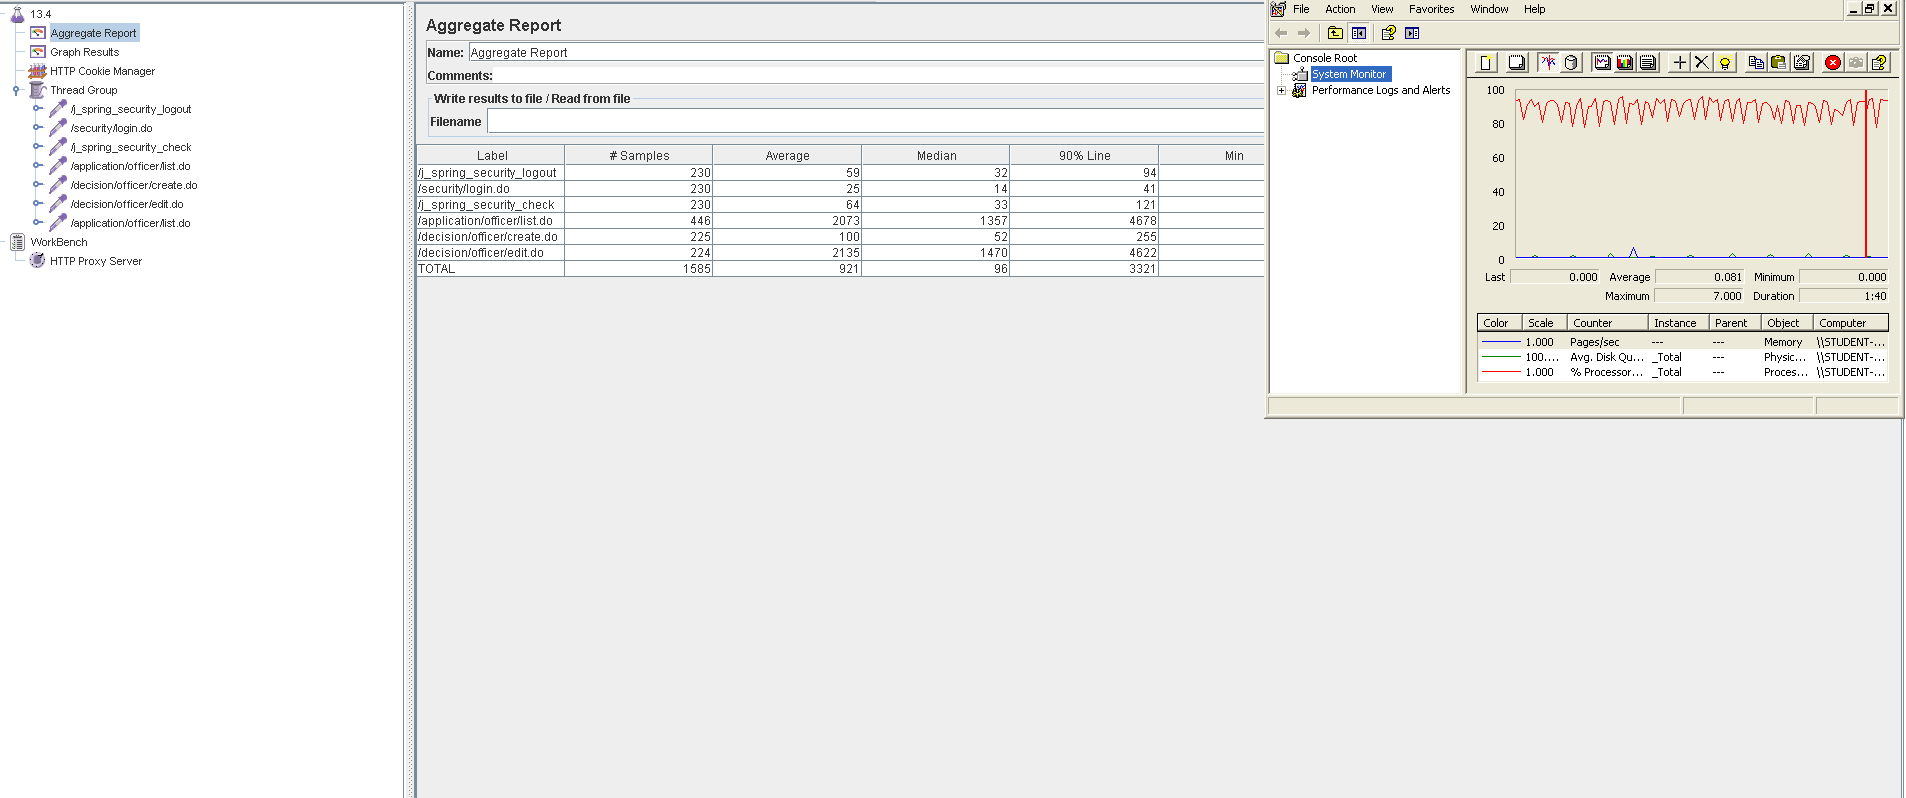 13.4
Aggregate Report
Graph Results
HTTP Cookie Manager
Thread Group
/j_spring_security_logout
/security/login.do
/j_spring_security_check
/application/officer/list.do
/decision/officer/create.do
/decision/officer/edit.do
/application/officer/list.do
WorkBench
HTTP Proxy Server
Aggregate Report
Name: Aggregate Report
Comments:
Write results to file / Read from file
Filename
Label # Samples Average Median 90% Line Min
/j_spring_security_logout 230 59 32 94
/security/login.do 230 25 14 41
/j_spring_security_check 230 64 33 121
/application/officer/list.do 446 2073 1357 4678
/decision/officer/create.do 225 100 52 255
/decision/officer/edit.do 224 2135 1470 4622
TOTAL 1585 921 96 3321
File Action View Favorites Window Help
Console Root
System Monitor
Performance Logs and Alerts
100
80
60
40
20
0
Last 0.000 Average 0.081 Minimum 0.000
Maximum 7.000 Duration 1:40
Color Scale Counter Instance Parent Object Computer
1.000 Pages/sec --- --- Memory \\STUDENT-...
100.... Avg. Disk Qu... _Total --- Physic... \\STUDENT-...
1.000 % Processor... _Total --- Proces... \\STUDENT-...